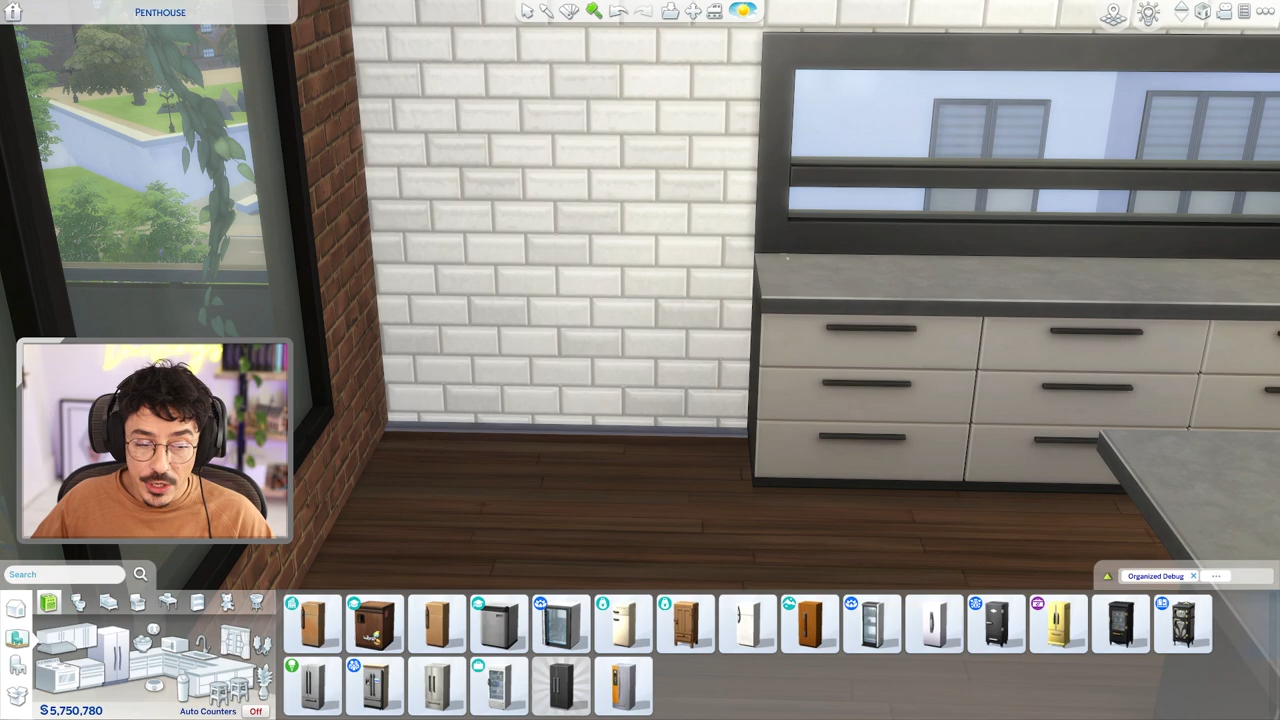 PENTHOUSE
Search
Organized Debug
§5,750,780
Auto Counters Off